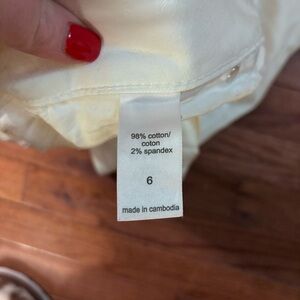 98% cotton/
coton
2% spandex
6
made in cambodia